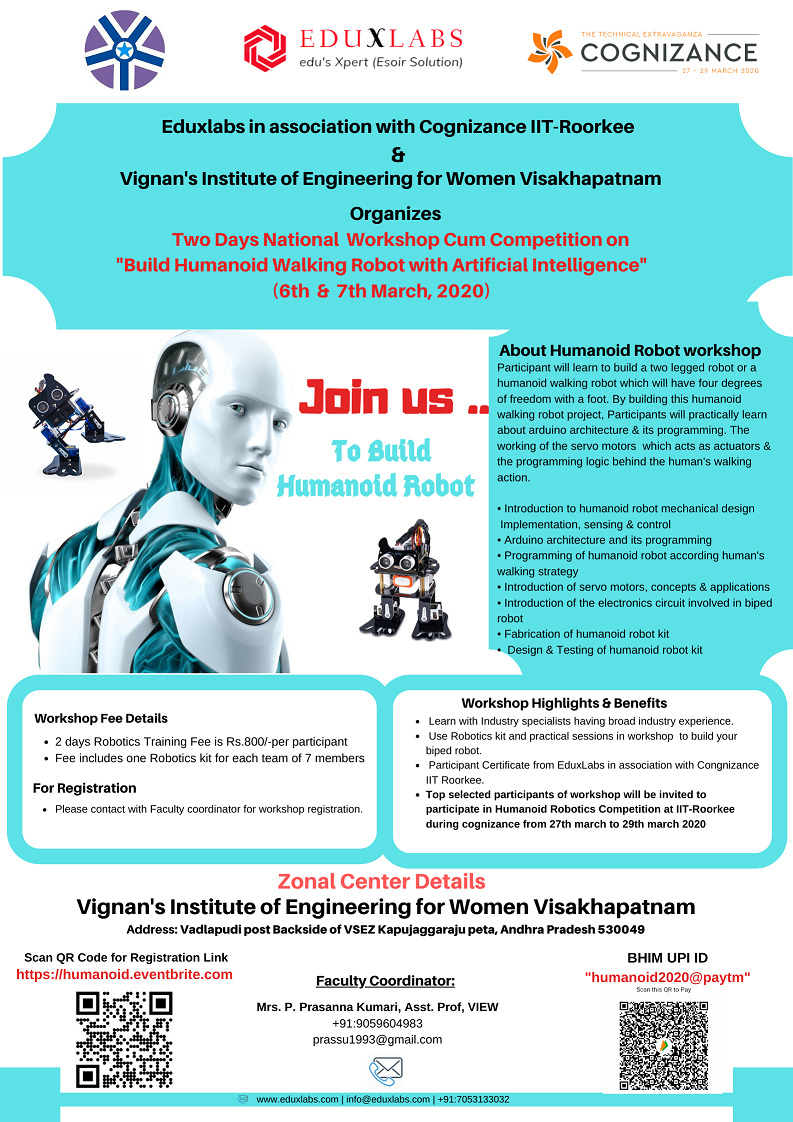 EDUXLABS
edu's Xpert (Esoir Solution)
THE TECHNICAL EXTRAVAGANZA
COGNIZANCE
27 - 29 MARCH 2020
Eduxlabs in association with Cognizance IIT-Roorkee
&
Vignan's Institute of Engineering for Women Visakhapatnam
Organizes
Two Days National Workshop Cum Competition on
"Build Humanoid Walking Robot with Artificial Intelligence"
(6th & 7th March, 2020)
Join us ..
To Build
Humanoid Robot
About Humanoid Robot workshop
Participant will learn to build a two legged robot or a
humanoid walking robot which will have four degrees
of freedom with a foot. By building this humanoid
walking robot project, Participants will practically learn
about arduino architecture & its programming. The
working of the servo motors which acts as actuators &
the programming logic behind the human's walking
action.
• Introduction to humanoid robot mechanical design
Implementation, sensing & control
• Arduino architecture and its programming
• Programming of humanoid robot according human's
walking strategy
• Introduction of servo motors, concepts & applications
• Introduction of the electronics circuit involved in biped
robot
• Fabrication of humanoid robot kit
• Design & Testing of humanoid robot kit
Workshop Fee Details
• 2 days Robotics Training Fee is Rs.800/-per participant
• Fee includes one Robotics kit for each team of 7 members
For Registration
• Please contact with Faculty coordinator for workshop registration.
Workshop Highlights & Benefits
• Learn with Industry specialists having broad industry experience.
• Use Robotics kit and practical sessions in workshop to build your
biped robot.
• Participant Certificate from EduxLabs in association with Congnizance
IIT Roorkee.
• Top selected participants of workshop will be invited to
participate in Humanoid Robotics Competition at IIT-Roorkee
during cognizance from 27th march to 29th march 2020
Zonal Center Details
Vignan's Institute of Engineering for Women Visakhapatnam
Address: Vadlapudi post Backside of VSEZ Kapujaggaraju peta, Andhra Pradesh 530049
Scan QR Code for Registration Link
https://humanoid.eventbrite.com
Faculty Coordinator:
Mrs. P. Prasanna Kumari, Asst. Prof, VIEW
+91:9059604983
prassu1993@gmail.com
BHIM UPI ID
"humanoid2020@paytm"
Scan this QR to Pay
www.eduxlabs.com | info@eduxlabs.com | +91:7053133032